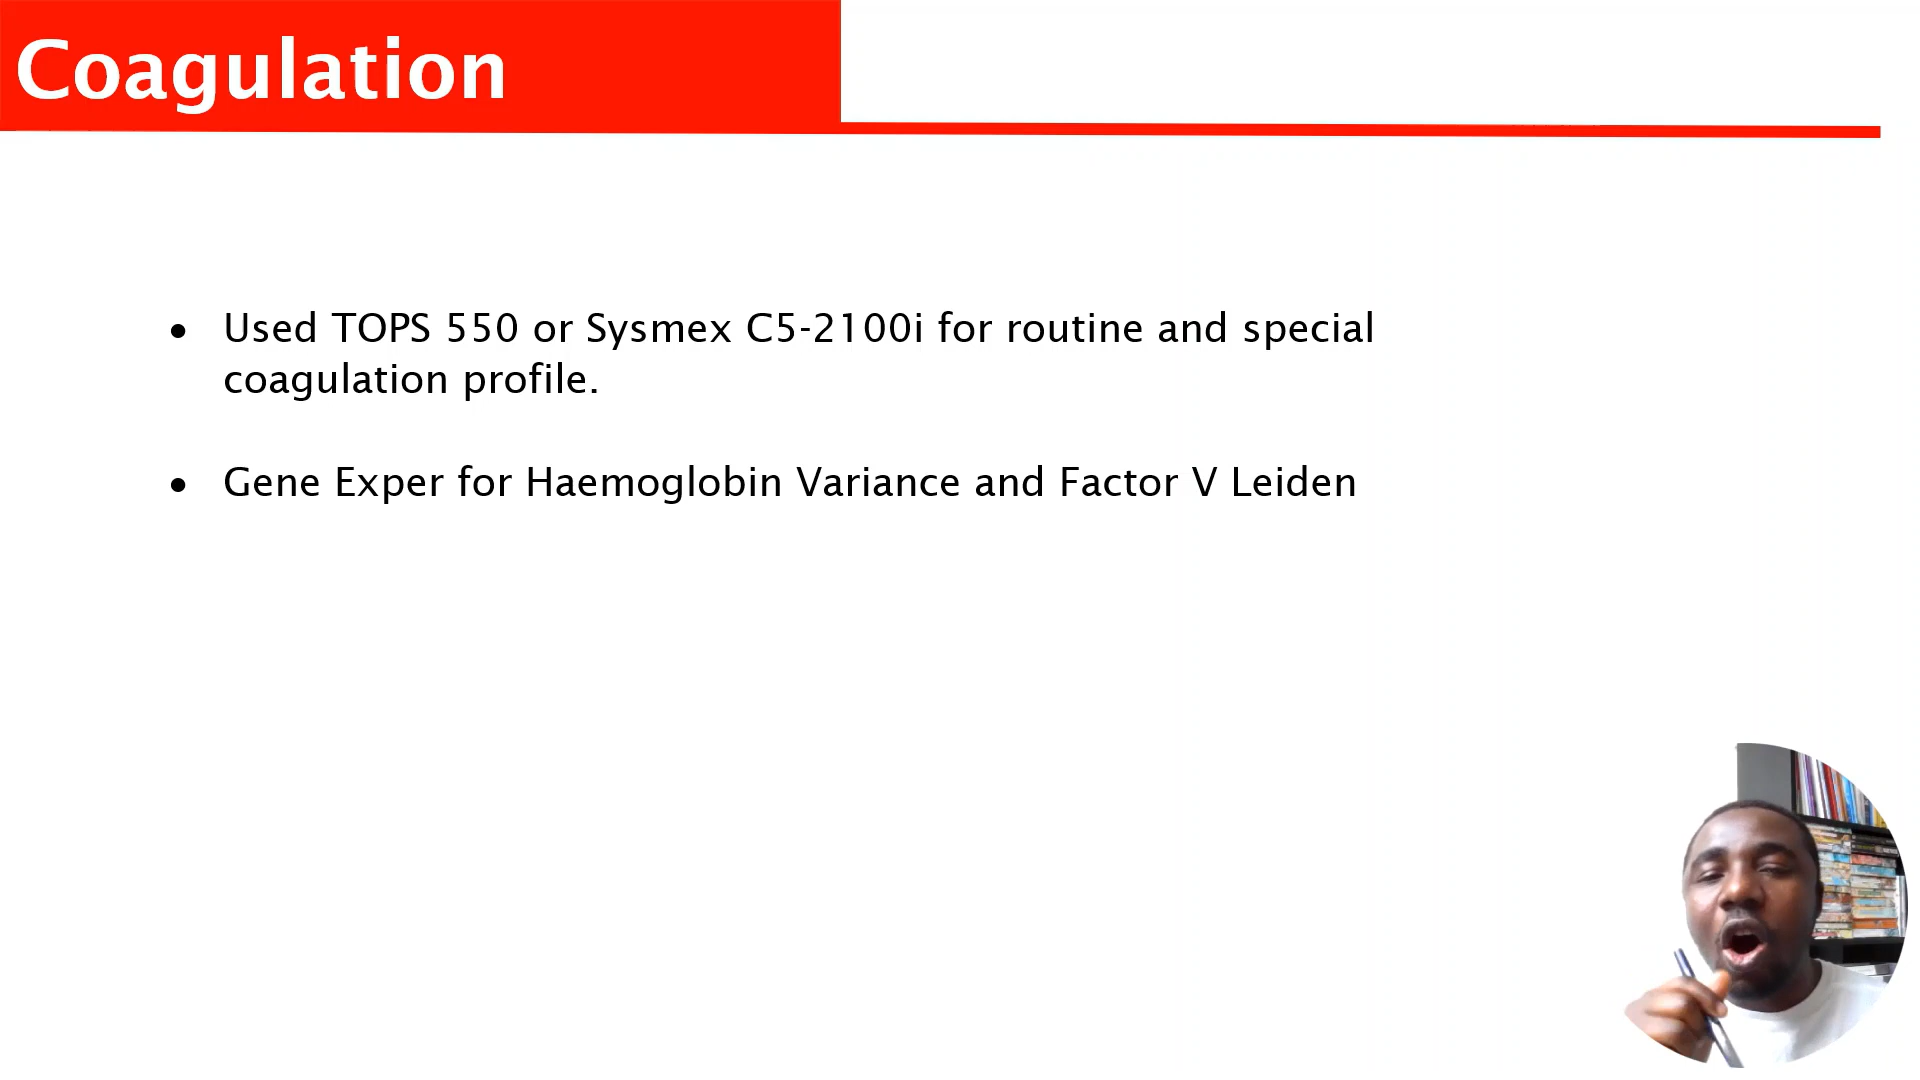 Coagulation
• Used TOPS 550 or Sysmex C5-2100i for routine and special
coagulation profile.
• Gene Exper for Haemoglobin Variance and Factor V Leiden